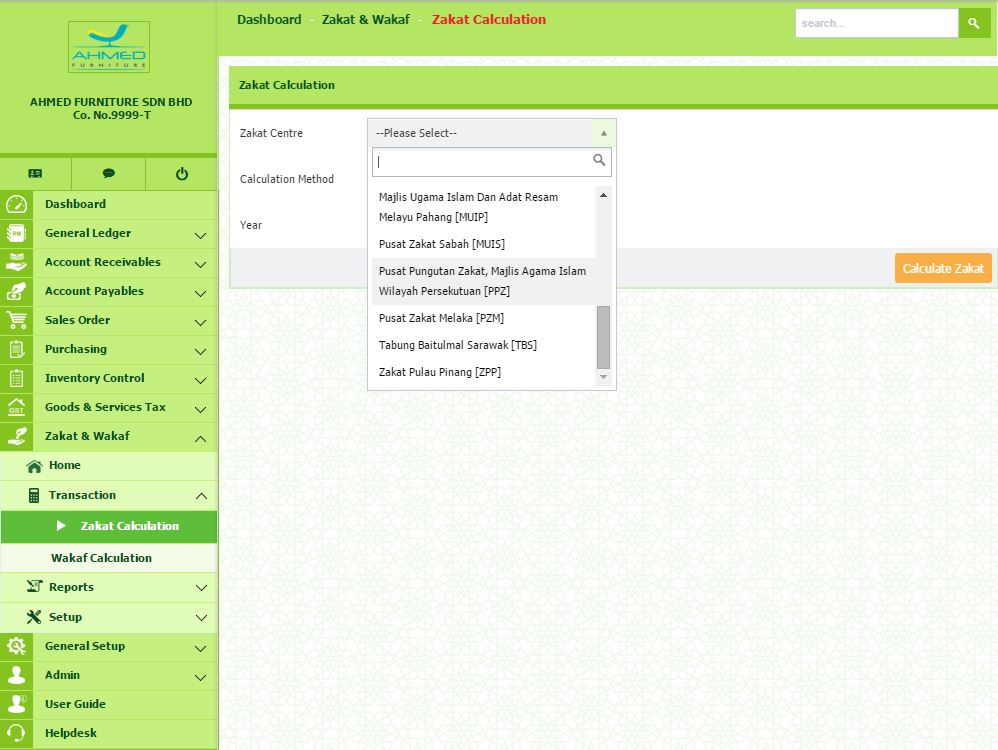 Dashboard - Zakat & Wakaf - Zakat Calculation
search...
AHMED
FURNITURE
AHMED FURNITURE SDN BHD
Co. No.9999-T
Dashboard
RM
General Ledger
Account Receivables
Account Payables
Sales Order
Purchasing
Inventory Control
GST
Goods & Services Tax
Zakat & Wakaf
Home
Transaction
Zakat Calculation
Wakaf Calculation
Reports
Setup
General Setup
Admin
User Guide
Helpdesk
Zakat Calculation
Zakat Centre
--Please Select--
Majlis Ugama Islam Dan Adat Resam
Melayu Pahang [MUIP]
Pusat Zakat Sabah [MUIS]
Pusat Pungutan Zakat, Majlis Agama Islam
Wilayah Persekutuan [PPZ]
Pusat Zakat Melaka [PZM]
Tabung Baitulmal Sarawak [TBS]
Zakat Pulau Pinang [ZPP]
Calculation Method
Year
Calculate Zakat